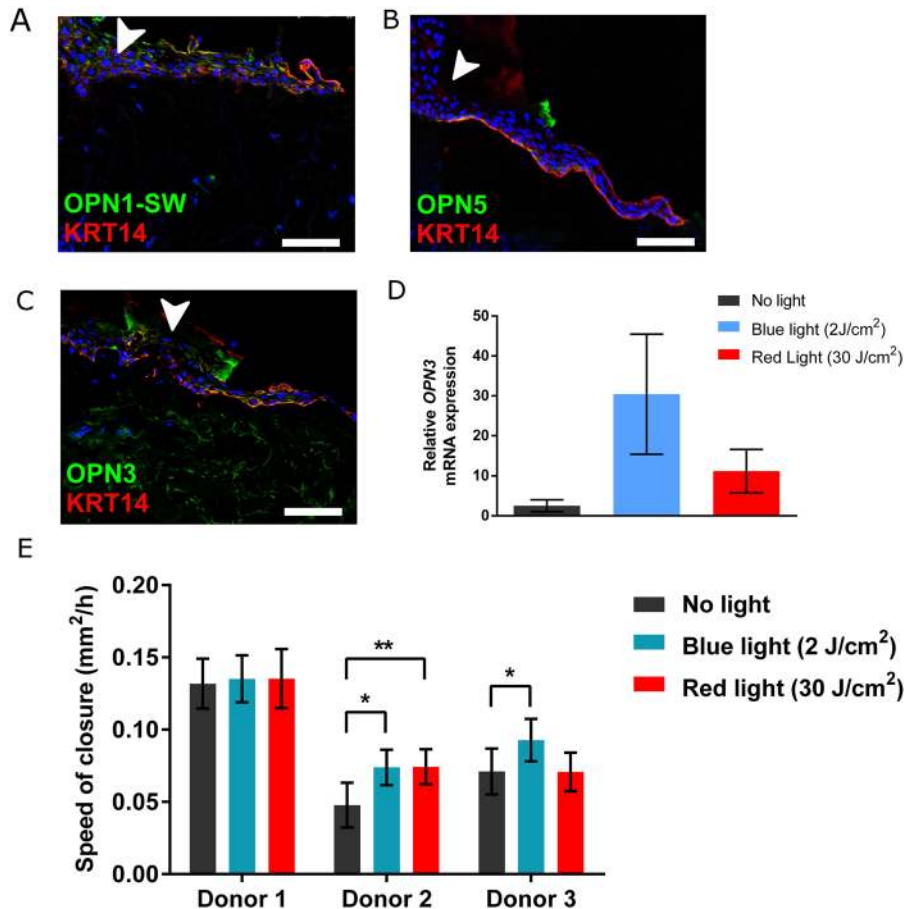 A
OPN1-SW
KRT14
B
OPN5
KRT14
C
OPN3
KRT14
D
Relative OPN3
mRNA expression
50
40
30
20
10
0
No light
Blue light (2J/cm²)
Red Light (30 J/cm²)
E
Speed of closure (mm²/h)
0.20
0.15
0.10
0.05
0.00
*
**
*
Donor 1 Donor 2 Donor 3
No light
Blue light (2 J/cm²)
Red light (30 J/cm²)